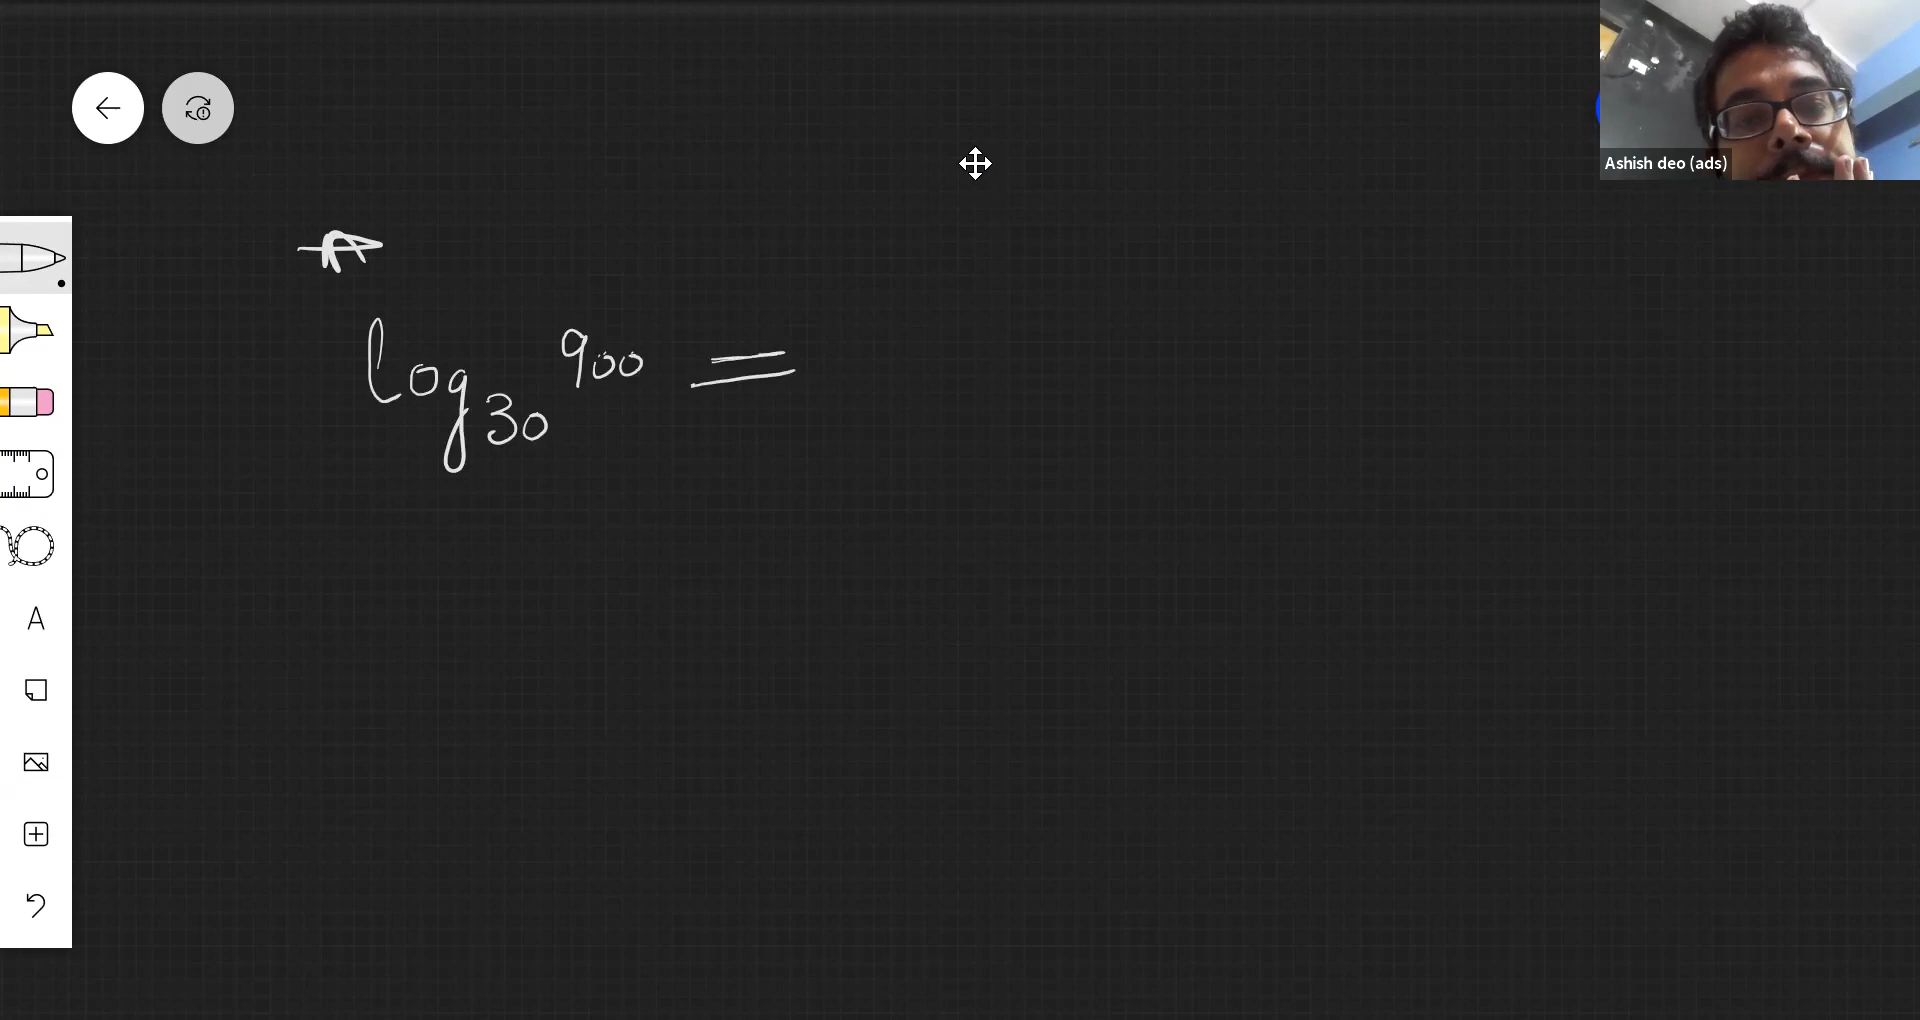 Ashish deo (ads)
log₃₀ 900 =
A